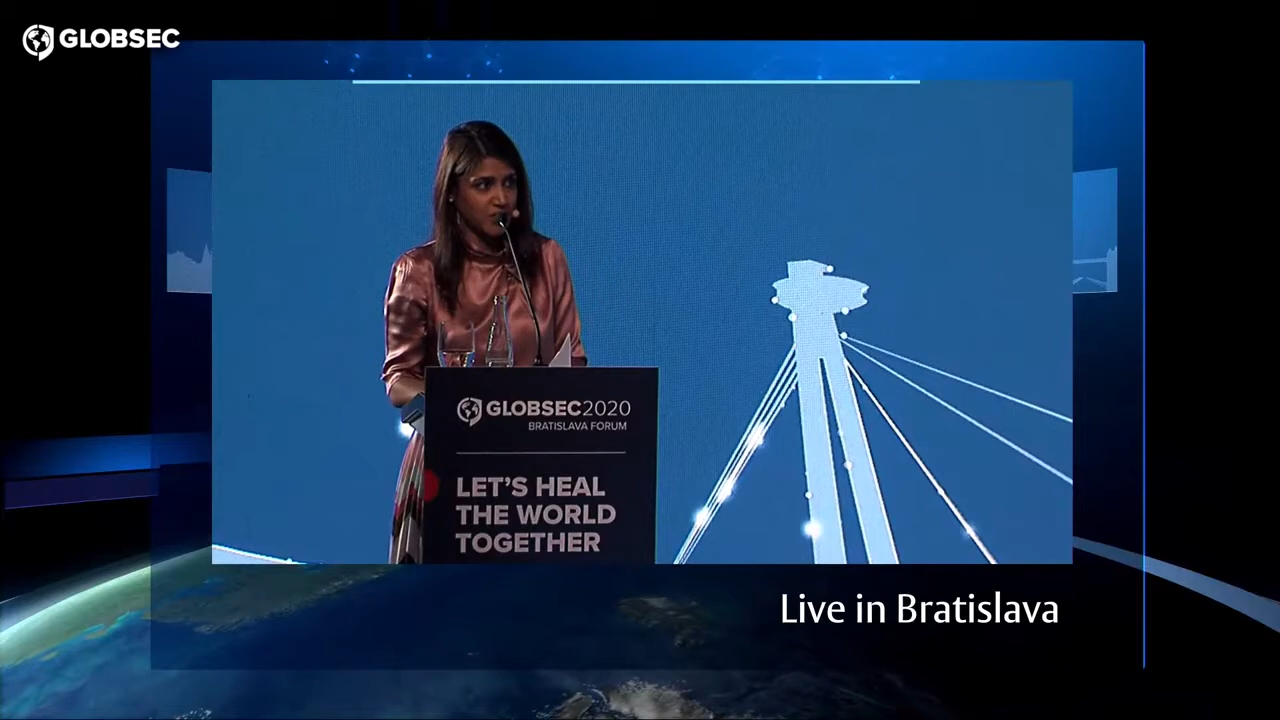 GLOBSEC
GLOBSEC2020
BRATISLAVA FORUM
LET'S HEAL
THE WORLD
TOGETHER
Live in Bratislava